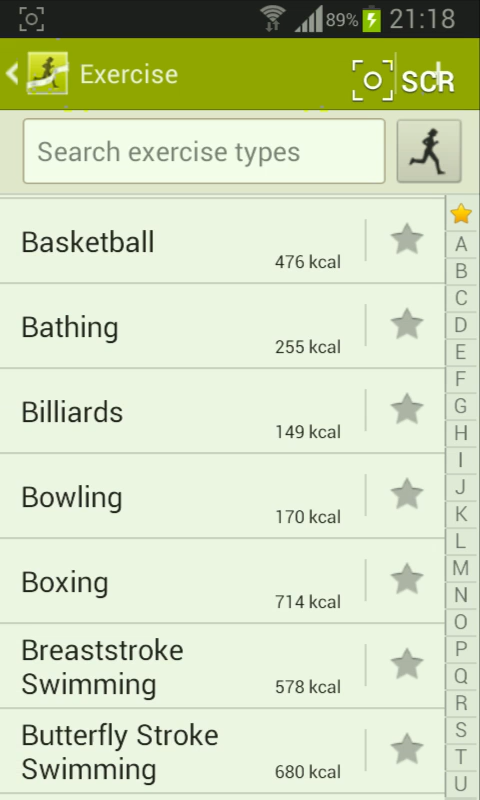 89% 21:18
Exercise SCR
Search exercise types
Basketball
476 kcal
Bathing
255 kcal
Billiards
149 kcal
Bowling
170 kcal
Boxing
714 kcal
Breaststroke
Swimming
578 kcal
Butterfly Stroke
Swimming
680 kcal
A
B
C
D
E
F
G
H
I
J
K
L
M
N
O
P
Q
R
S
T
U